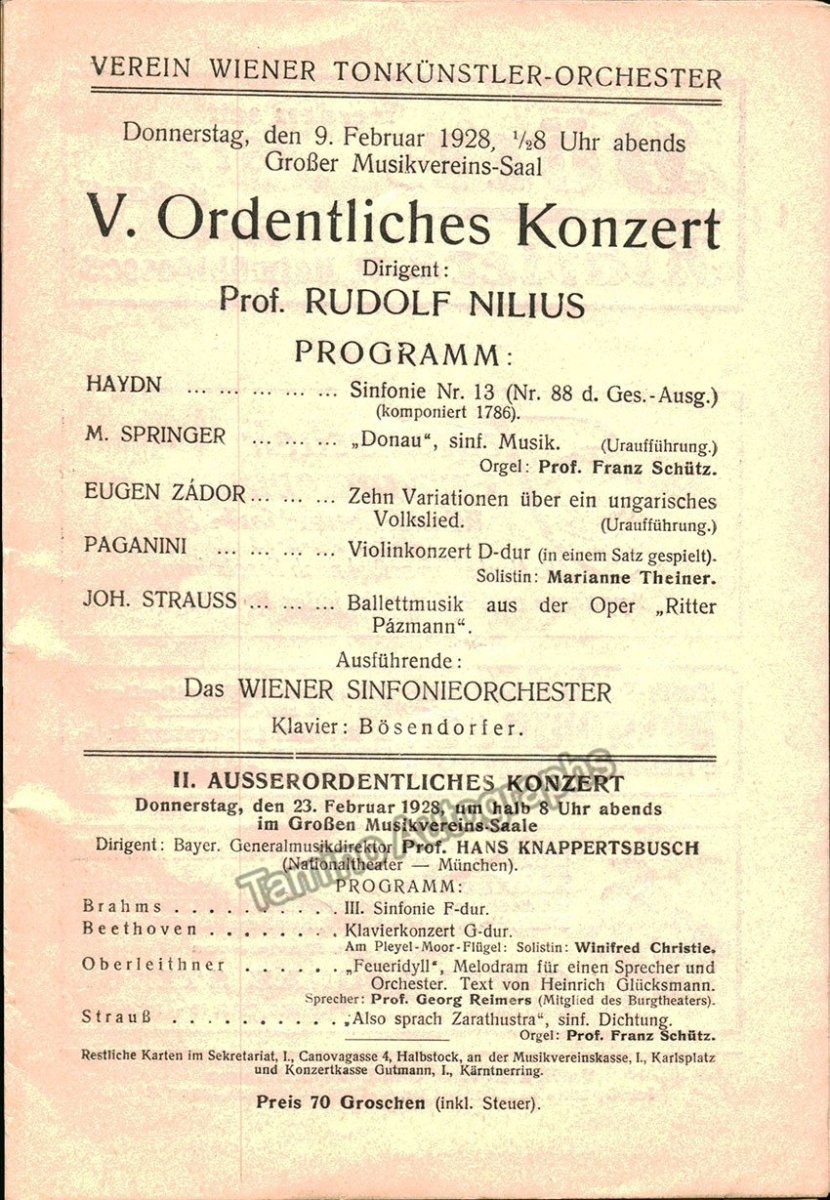 VEREIN WIENER TONKÜNSTLER-ORCHESTER
Donnerstag, den 9. Februar 1928, ½8 Uhr abends
Großer Musikvereins-Saal
V. Ordentliches Konzert
Dirigent:
Prof. RUDOLF NILIUS
PROGRAMM:
HAYDN ... ... ... ... ... Sinfonie Nr. 13 (Nr. 88 d. Ges.-Ausg.)
(komponiert 1786).
M. SPRINGER ... ... ... „Donau“, sinf. Musik. (Uraufführung.)
Orgel: Prof. Franz Schütz.
EUGEN ZÁDOR ... ... ... Zehn Variationen über ein ungarisches
Volkslied. (Uraufführung.)
PAGANINI ... ... ... ... Violinkonzert D-dur (in einem Satz gespielt).
Solistin: Marianne Theiner.
JOH. STRAUSS ... ... ... Ballettmusik aus der Oper „Ritter
Pázmann“.
Ausführende:
Das WIENER SINFONIEORCHESTER
Klavier: Bösendorfer.
II. AUSSERORDENTLICHES KONZERT
Donnerstag, den 23. Februar 1928, um halb 8 Uhr abends
im Großen Musikvereins-Saale
Dirigent: Bayer. Generalmusikdirektor Prof. HANS KNAPPERTSBUSCH
(Nationaltheater — München).
Tamino Autographs
PROGRAMM:
Brahms . . . . . . . . . . III. Sinfonie F-dur.
Beethoven . . . . . . . . Klavierkonzert G-dur.
Am Pleyel-Moor-Flügel: Solistin: Winifred Christie.
Oberleithner . . . . . . „Feueridyll“, Melodram für einen Sprecher und
Orchester. Text von Heinrich Glücksmann.
Sprecher: Prof. Georg Reimers (Mitglied des Burgtheaters).
Strauß . . . . . . . . . . „Also sprach Zarathustra“, sinf. Dichtung.
Orgel: Prof. Franz Schütz.
Restliche Karten im Sekretariat, I., Canovagasse 4, Halbstock, an der Musikvereinskasse, I., Karlsplatz
und Konzertkasse Gutmann, I., Kärntnerring.
Preis 70 Groschen (inkl. Steuer).